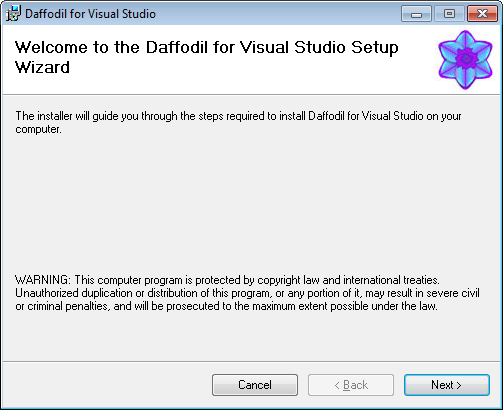 Daffodil for Visual Studio
Welcome to the Daffodil for Visual Studio Setup
Wizard
The installer will guide you through the steps required to install Daffodil for Visual Studio on your
computer.
WARNING: This computer program is protected by copyright law and international treaties.
Unauthorized duplication or distribution of this program, or any portion of it, may result in severe civil
or criminal penalties, and will be prosecuted to the maximum extent possible under the law.
Cancel
< Back
Next >